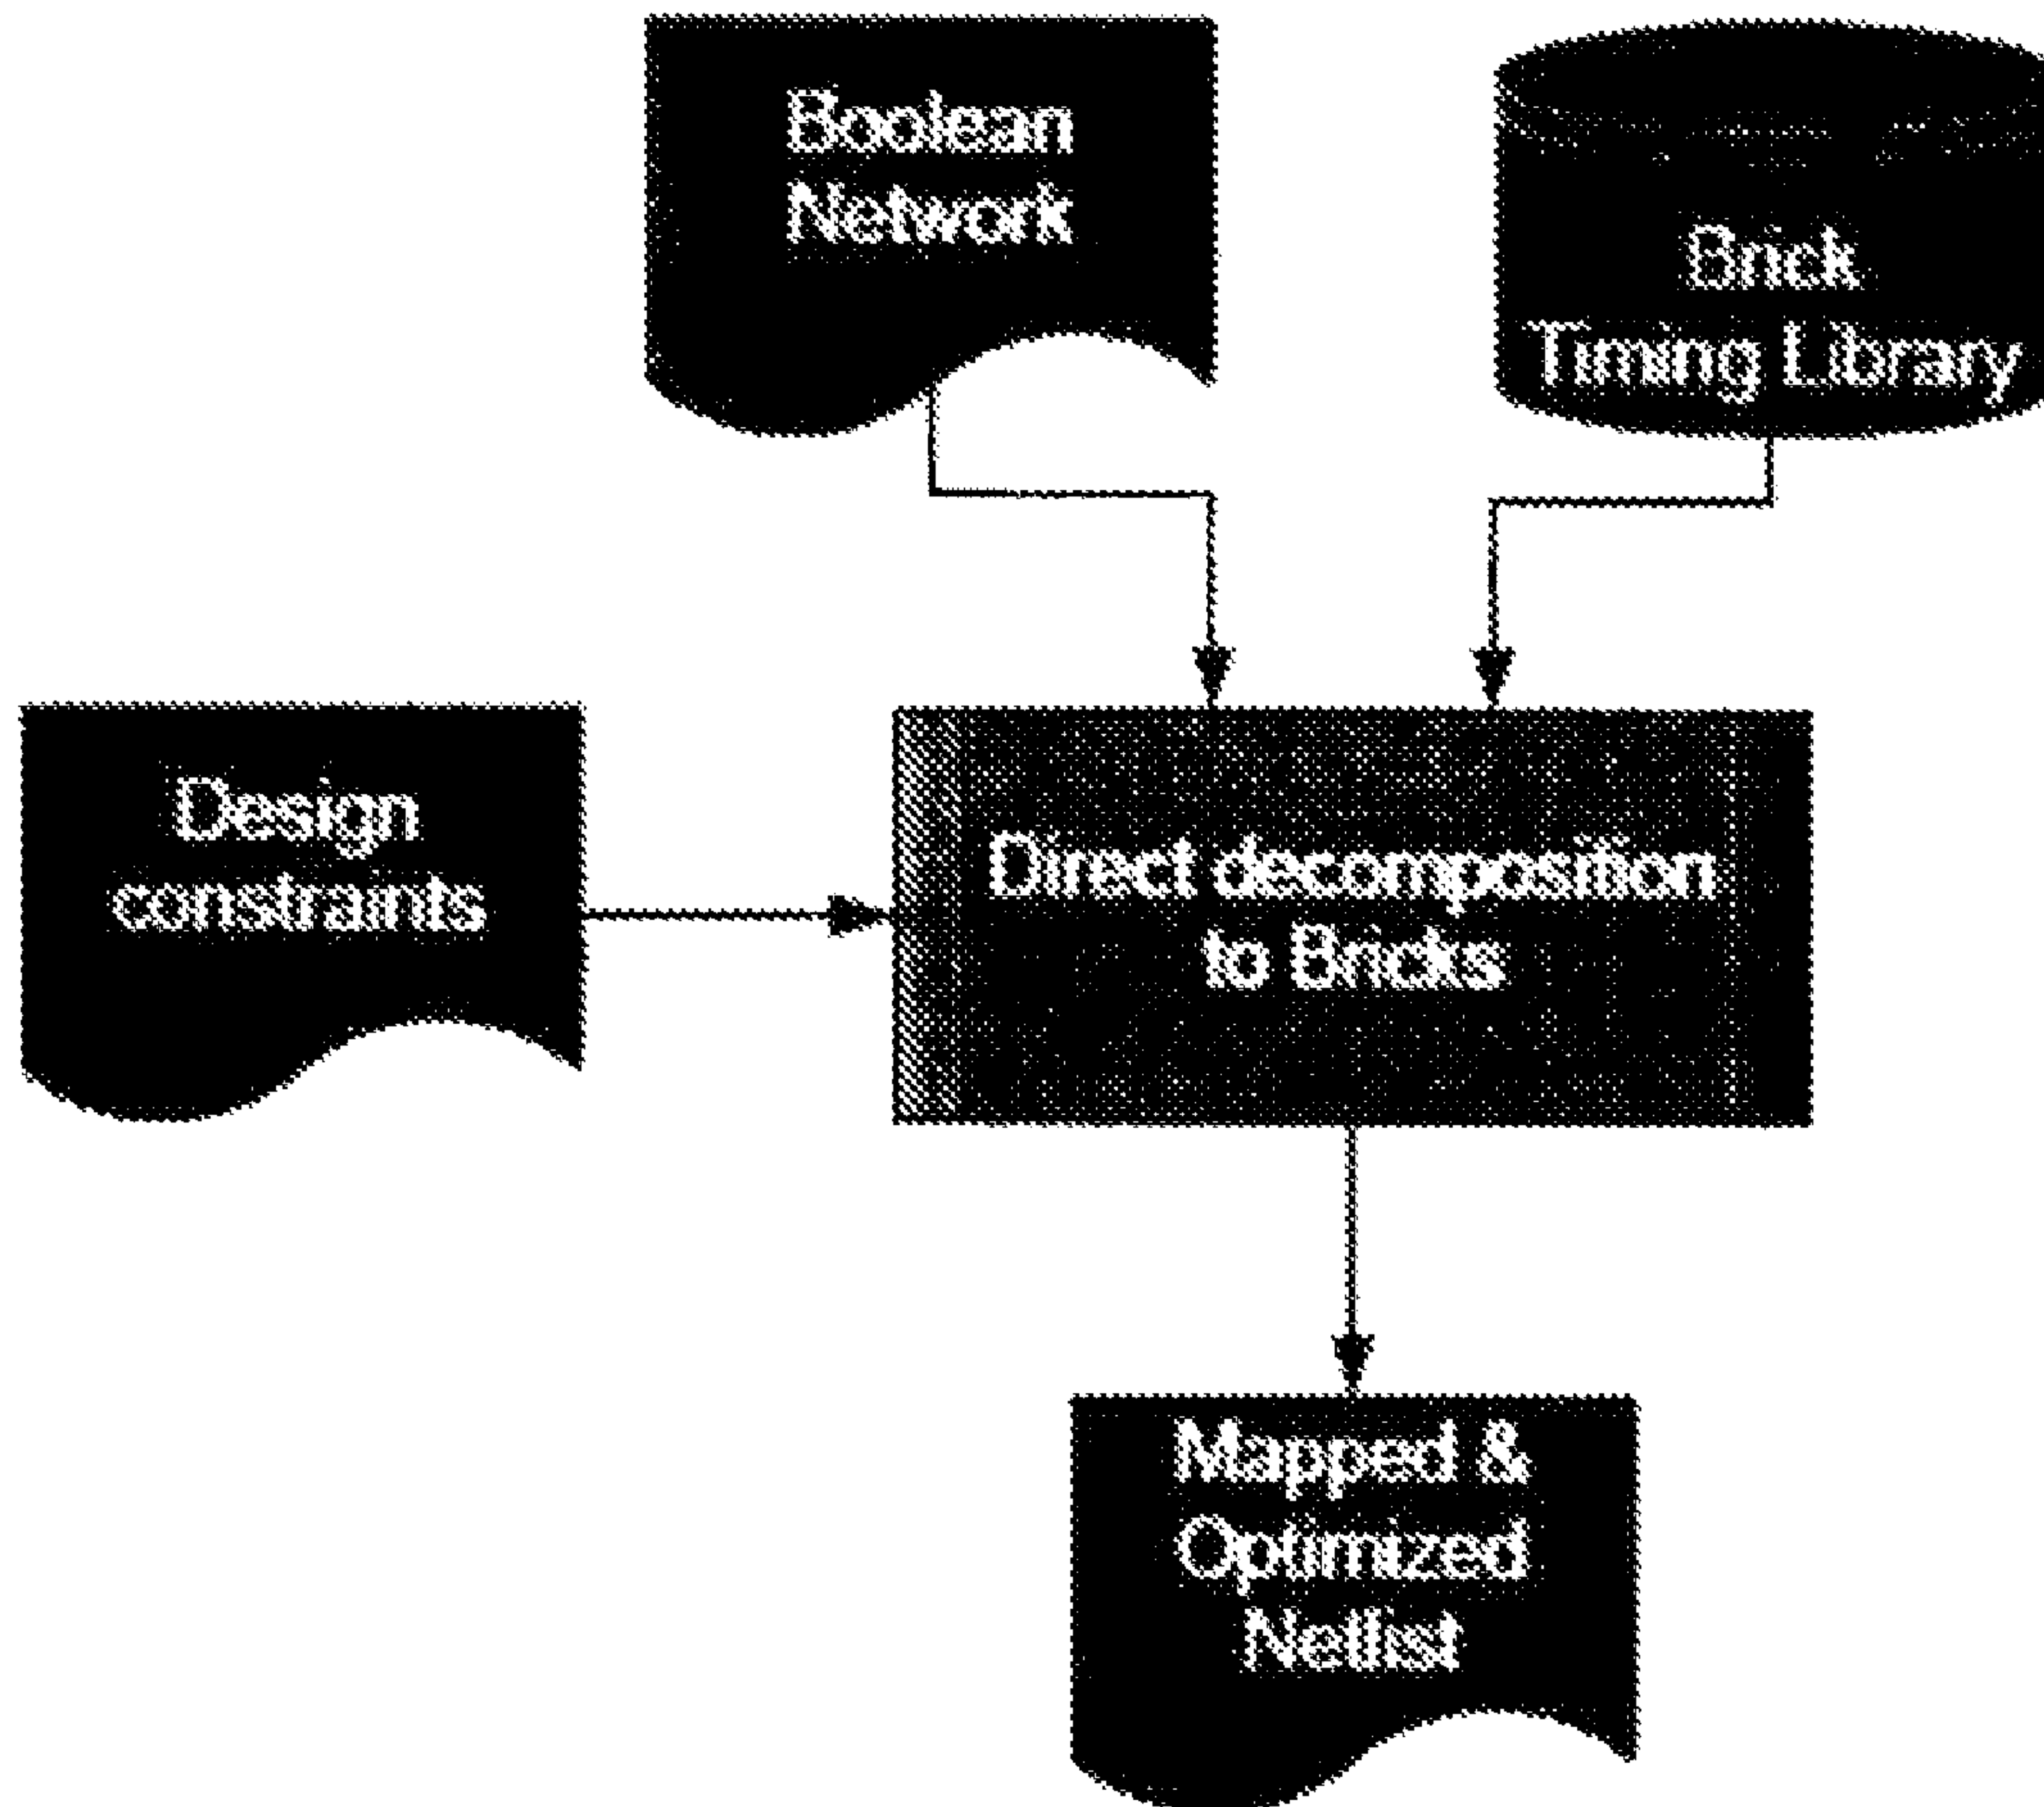 Boolean
Network
Brick
Timing Library
Design
constraints
Direct decomposition
to Bricks
Mapped &
Optimized
Netlist